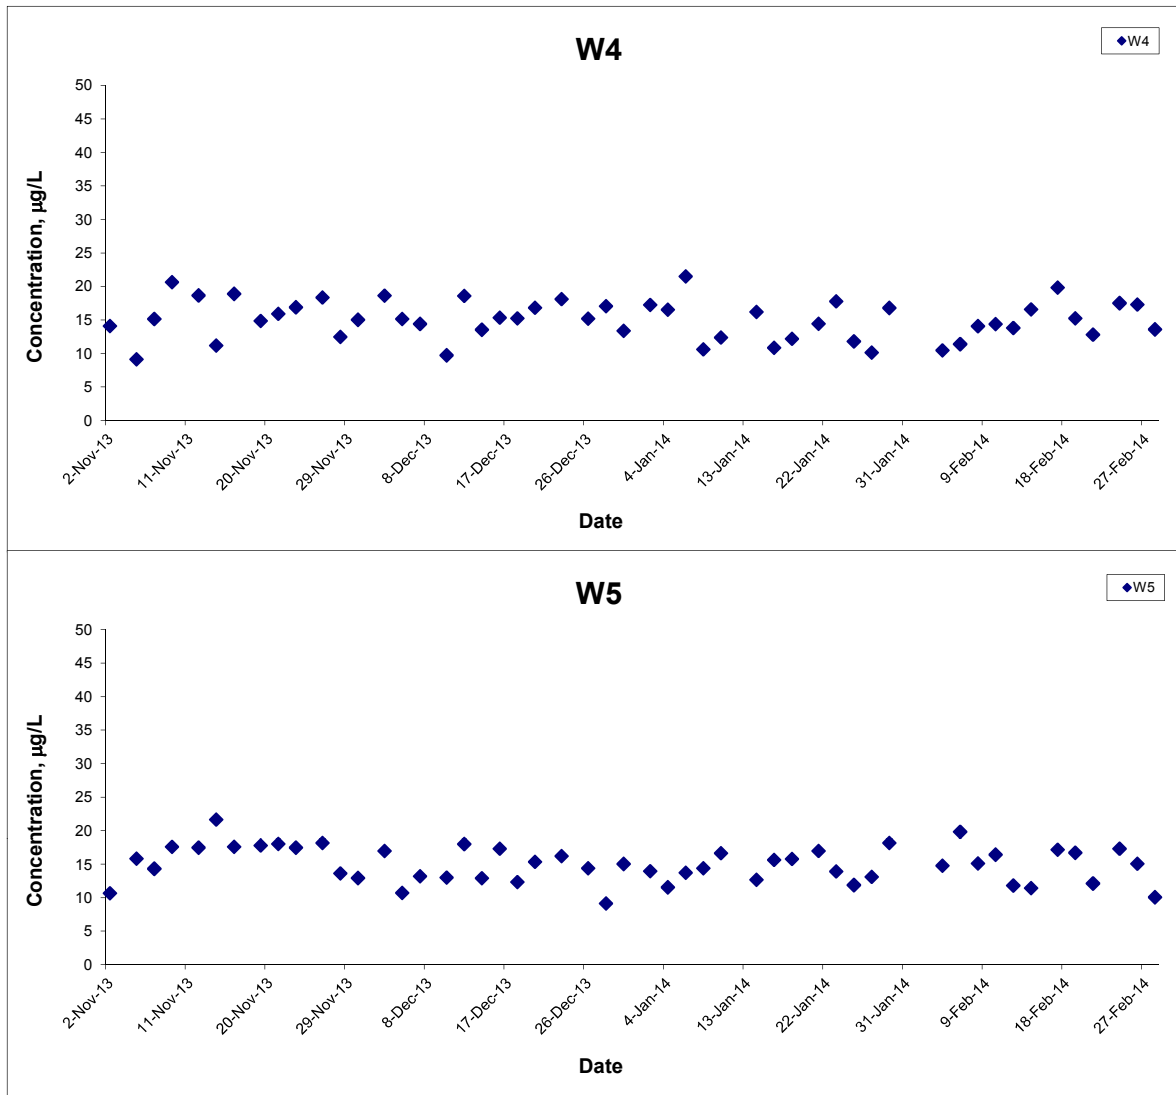 W4
W4
50
45
40
35
30
25
20
15
10
5
0
Concentration, µg/L
2-Nov-13
11-Nov-13
20-Nov-13
29-Nov-13
8-Dec-13
17-Dec-13
26-Dec-13
4-Jan-14
13-Jan-14
22-Jan-14
31-Jan-14
9-Feb-14
18-Feb-14
27-Feb-14
Date
W5
W5
50
45
40
35
30
25
20
15
10
5
0
Concentration, µg/L
2-Nov-13
11-Nov-13
20-Nov-13
29-Nov-13
8-Dec-13
17-Dec-13
26-Dec-13
4-Jan-14
13-Jan-14
22-Jan-14
31-Jan-14
9-Feb-14
18-Feb-14
27-Feb-14
Date